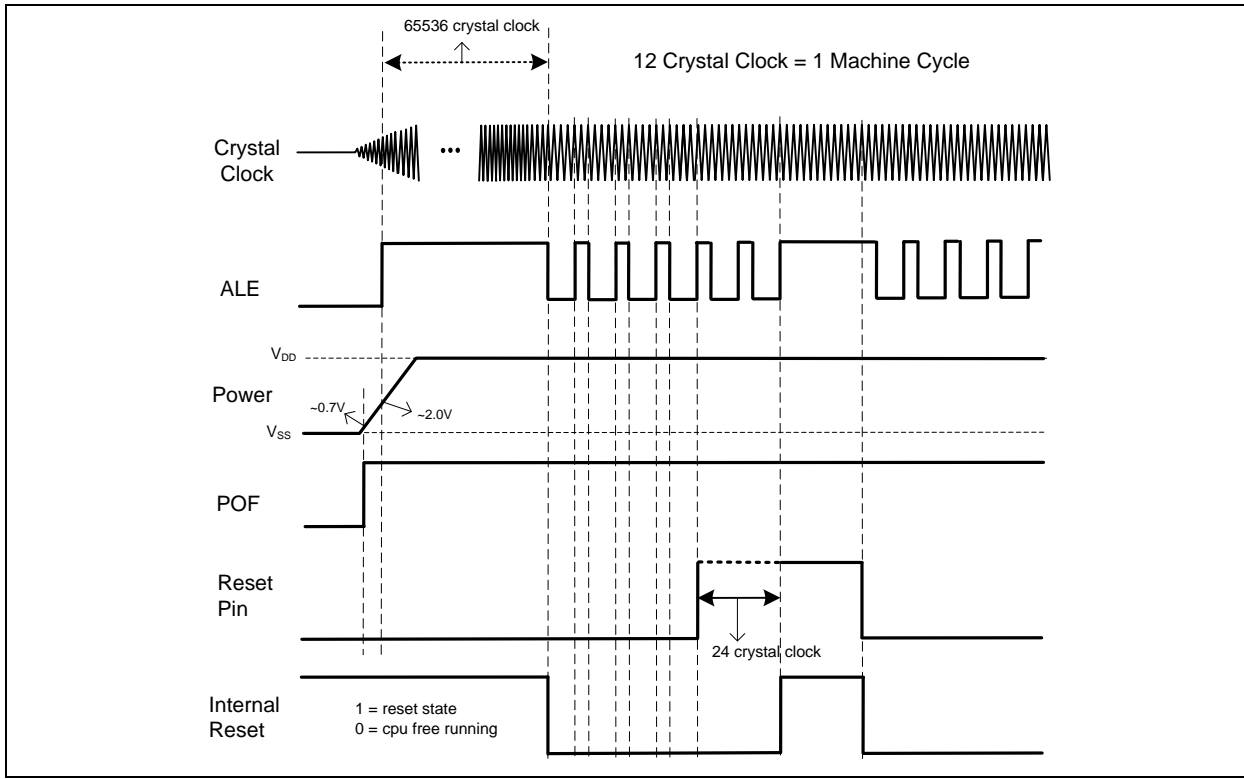 65536 crystal clock
12 Crystal Clock = 1 Machine Cycle
Crystal
Clock
ALE
VDD
Power
~0.7V
~2.0V
VSS
POF
Reset
Pin
24 crystal clock
Internal
Reset
1 = reset state
0 = cpu free running